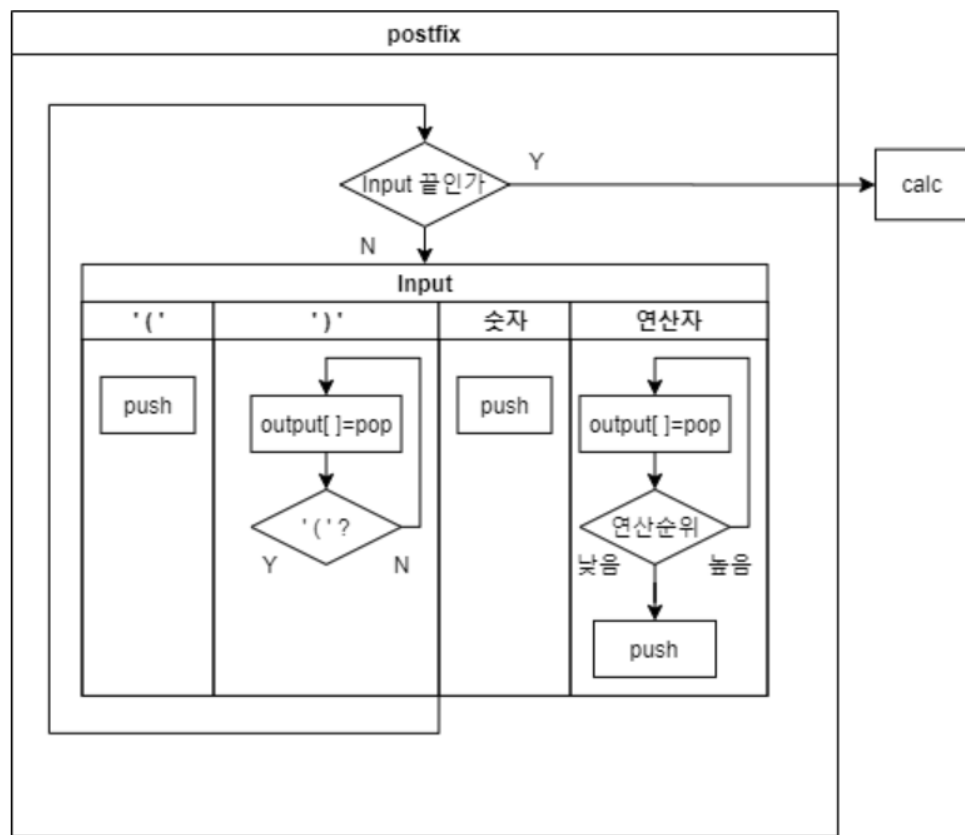 postfix
Input 끝인가
Y
calc
N
Input
' ( '
' ) '
숫자
연산자
push
output[ ]=pop
push
output[ ]=pop
' ( ' ?
Y
N
연산순위
낮음
높음
push